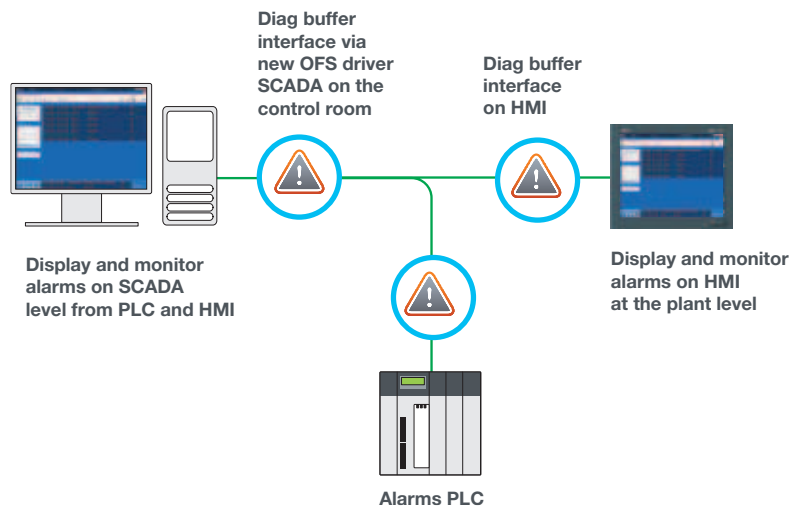 Diag buffer
interface via
new OFS driver
SCADA on the
control room
Diag buffer
interface
on HMI
Display and monitor
alarms on SCADA
level from PLC and HMI
Display and monitor
alarms on HMI
at the plant level
Alarms PLC